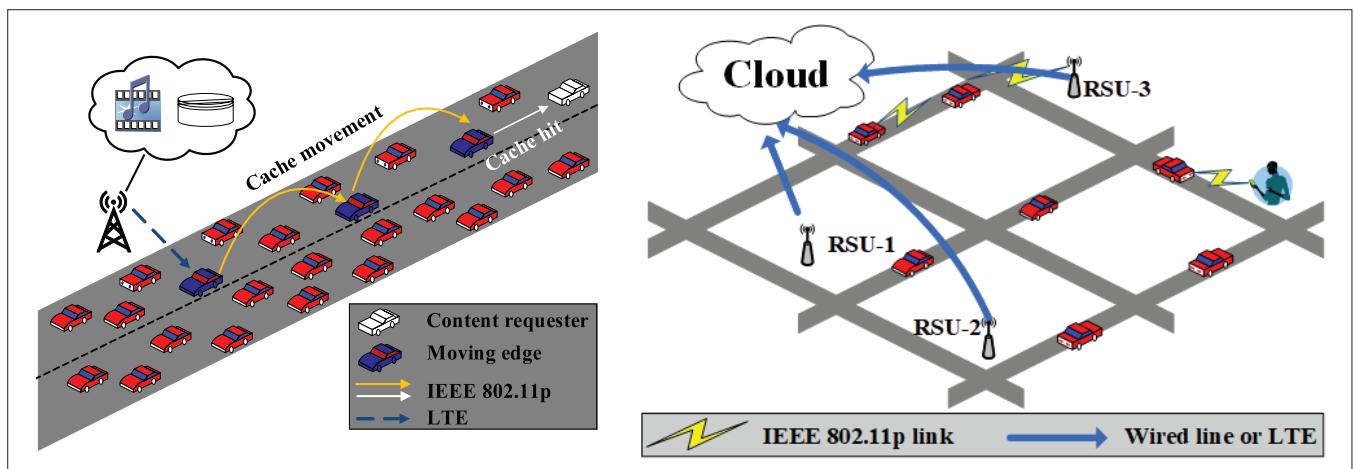 Cache movement
Cache hit
Content requester
Moving edge
IEEE 802.11p
LTE
Cloud
RSU-3
RSU-1
RSU-2
IEEE 802.11p link
Wired line or LTE